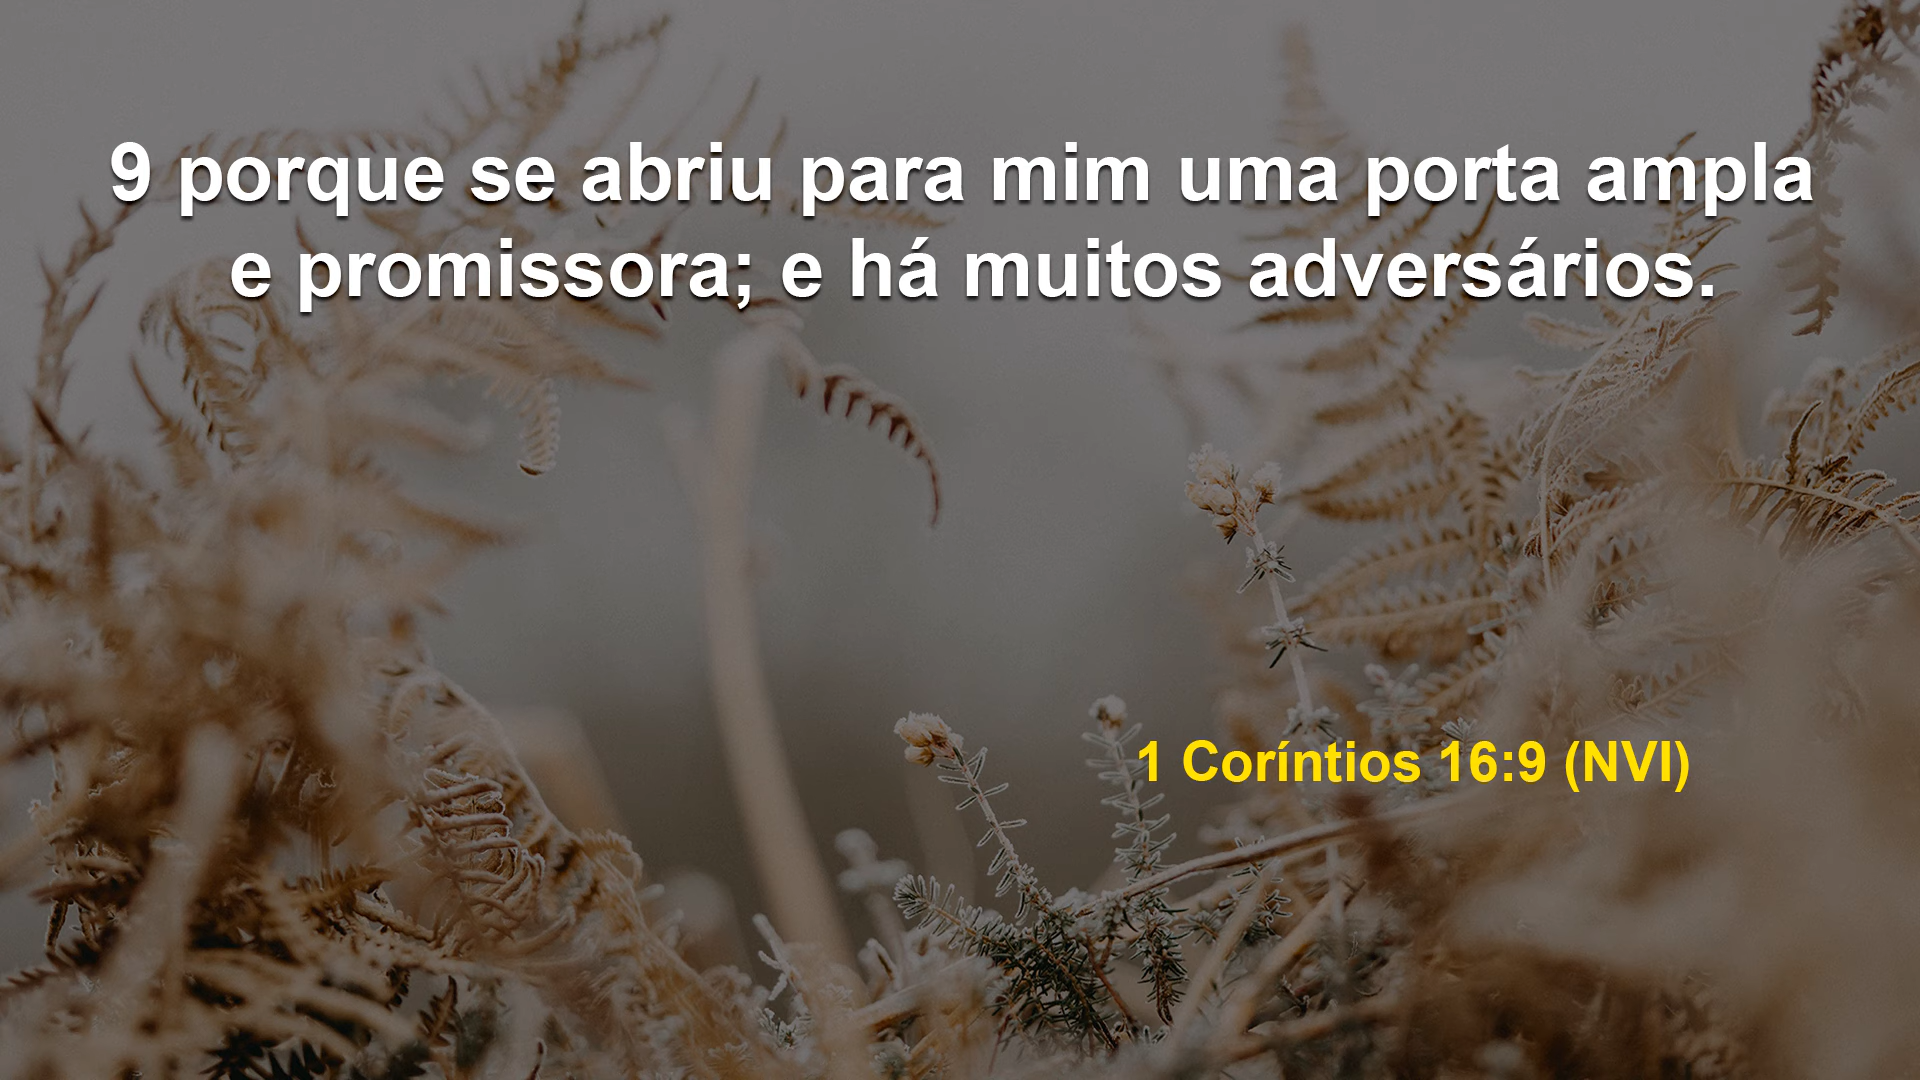 9 porque se abriu para mim uma porta ampla
e promissora; e há muitos adversários.
1 Coríntios 16:9 (NVI)